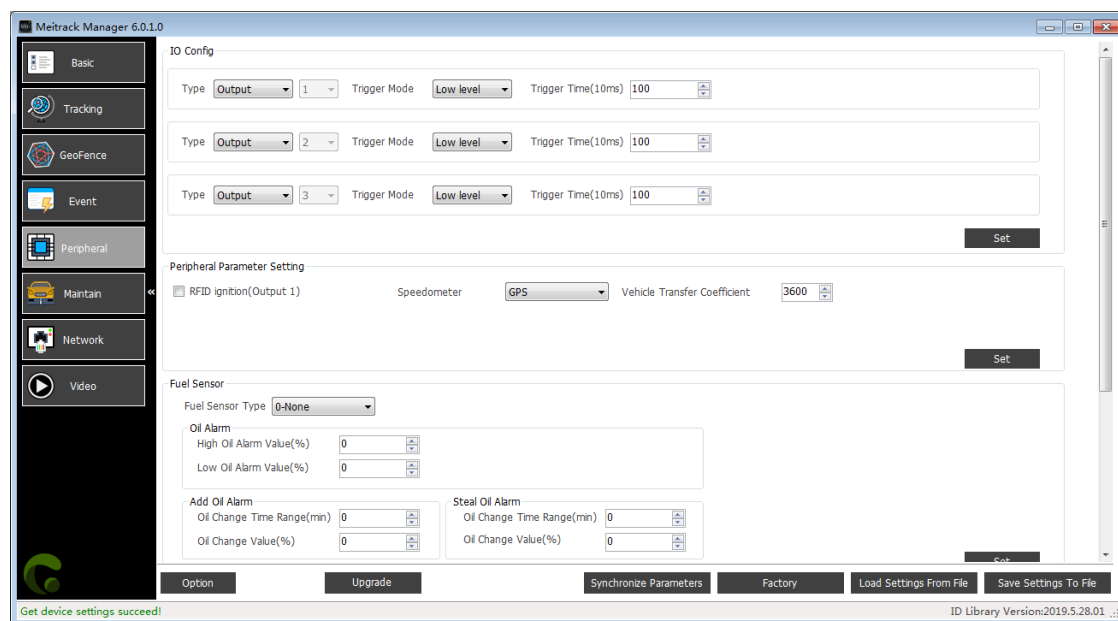 Meitrack Manager 6.0.1.0
Basic
Tracking
GeoFence
Event
Peripheral
Maintain
«
Network
Video
IO Config
Type Output 1 Trigger Mode Low level Trigger Time(10ms) 100
Type Output 2 Trigger Mode Low level Trigger Time(10ms) 100
Type Output 3 Trigger Mode Low level Trigger Time(10ms) 100
Set
Peripheral Parameter Setting
RFID ignition(Output 1) Speedometer GPS Vehicle Transfer Coefficient 3600
Set
Fuel Sensor
Fuel Sensor Type 0-None
Oil Alarm
High Oil Alarm Value(%) 0
Low Oil Alarm Value(%) 0
Add Oil Alarm
Oil Change Time Range(min) 0
Oil Change Value(%) 0
Steal Oil Alarm
Oil Change Time Range(min) 0
Oil Change Value(%) 0
Set
Option Upgrade Synchronize Parameters Factory Load Settings From File Save Settings To File
Get device settings succeed! ID Library Version:2019.5.28.01